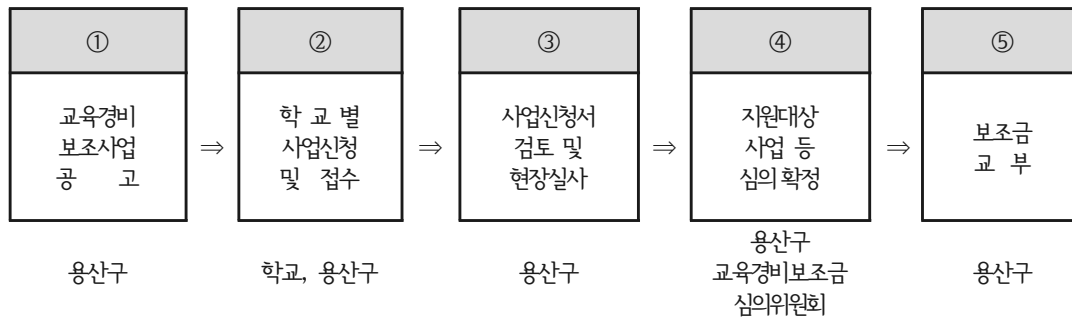 ① ② ③ ④ ⑤
교육경비
보조사업
공 고
⇒
학 교 별
사업신청
및 접수
⇒
사업신청서
검토 및
현장실사
⇒
지원대상
사업 등
심의 확정
⇒
보조금
교 부
용산구
학교, 용산구
용산구
용산구
교육경비보조금
심의위원회
용산구